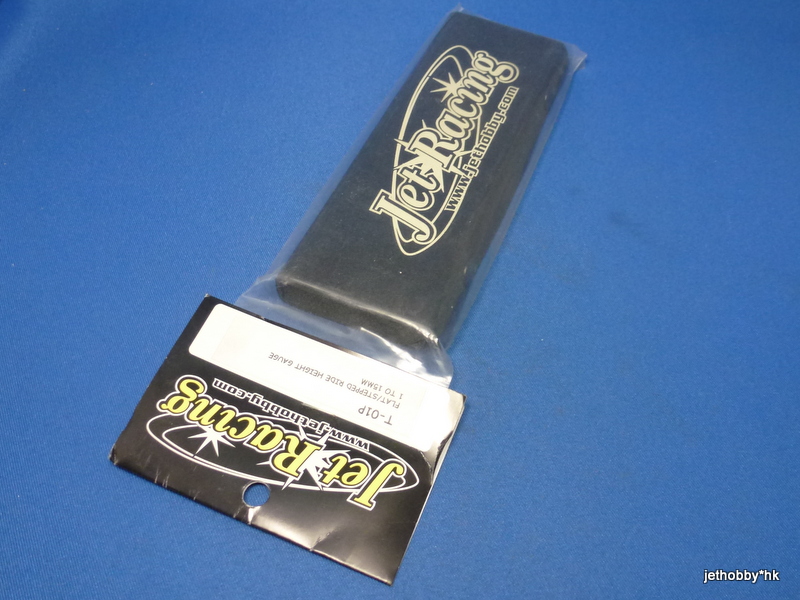 Jet Racing
www.jethobby.com
T-01P
FLAT/STEPPED RIDE HEIGHT GAUGE
1 TO 15MM
Jet Racing
www.jethobby.com
jethobby*hk